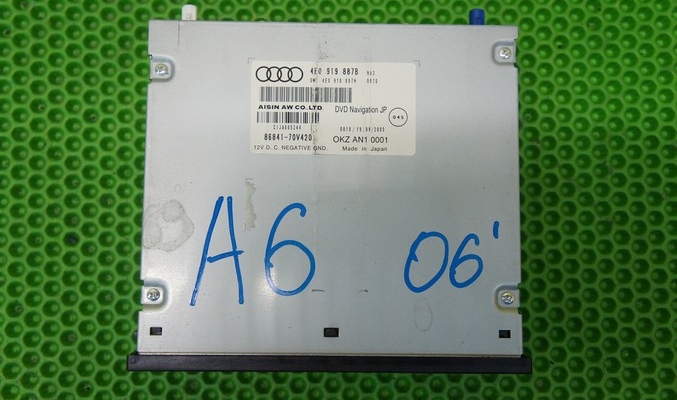 4E0 919 887B
AISIN AW CO.,LTD.
DVD Navigation JP
045
86841-70V420
OKZ AN1 0001
12V D. C. NEGATIVE GND.
Made in Japan
A6 06'